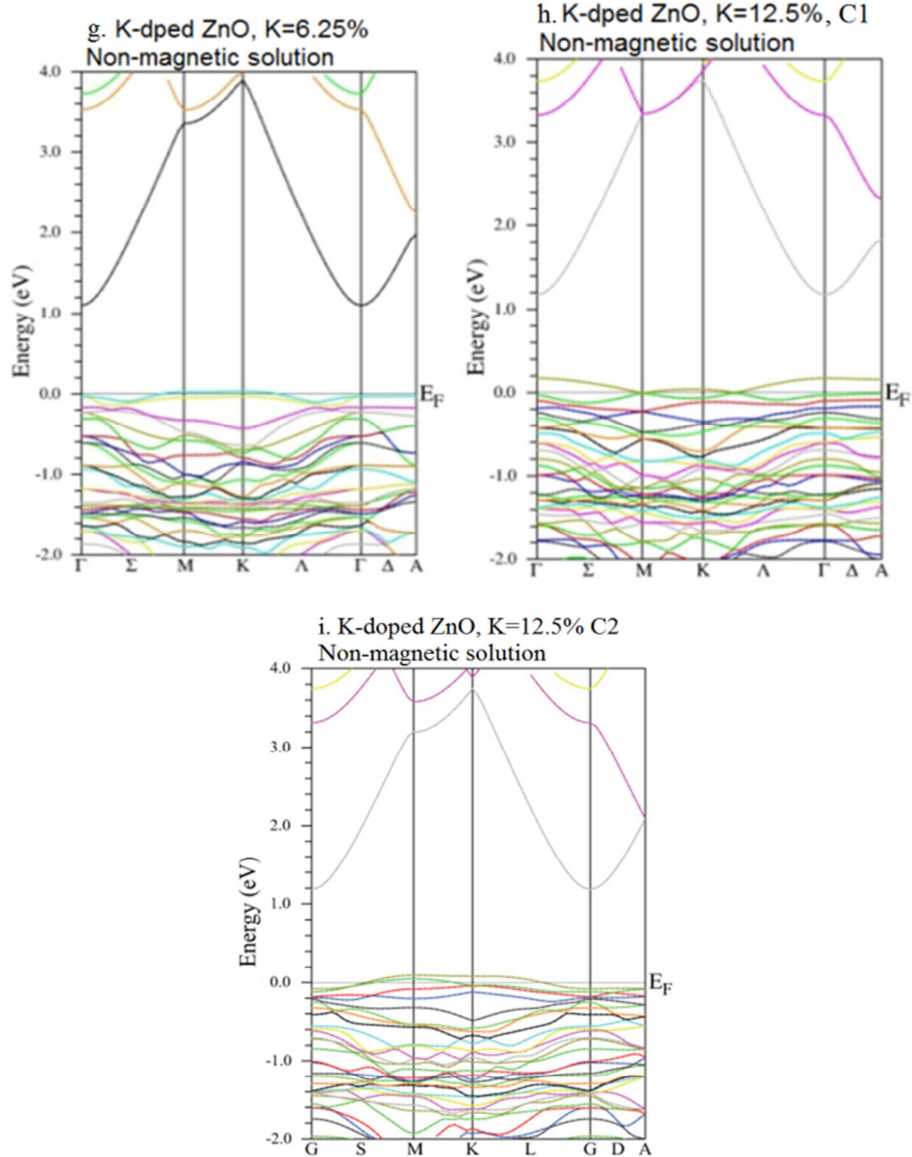 g. K-dped ZnO, K=6.25%
Non-magnetic solution
4.0
3.0
2.0
1.0
0.0
-1.0
-2.0
Energy (eV)
E_F
Γ Σ M K Λ Γ Δ A
h. K-dped ZnO, K=12.5%, C1
Non-magnetic solution
4.0
3.0
2.0
1.0
0.0
-1.0
-2.0
Energy (eV)
E_F
Γ Σ M K Λ Γ Δ A
i. K-doped ZnO, K=12.5% C2
Non-magnetic solution
4.0
3.0
2.0
1.0
0.0
-1.0
-2.0
Energy (eV)
E_F
G S M K L G D A